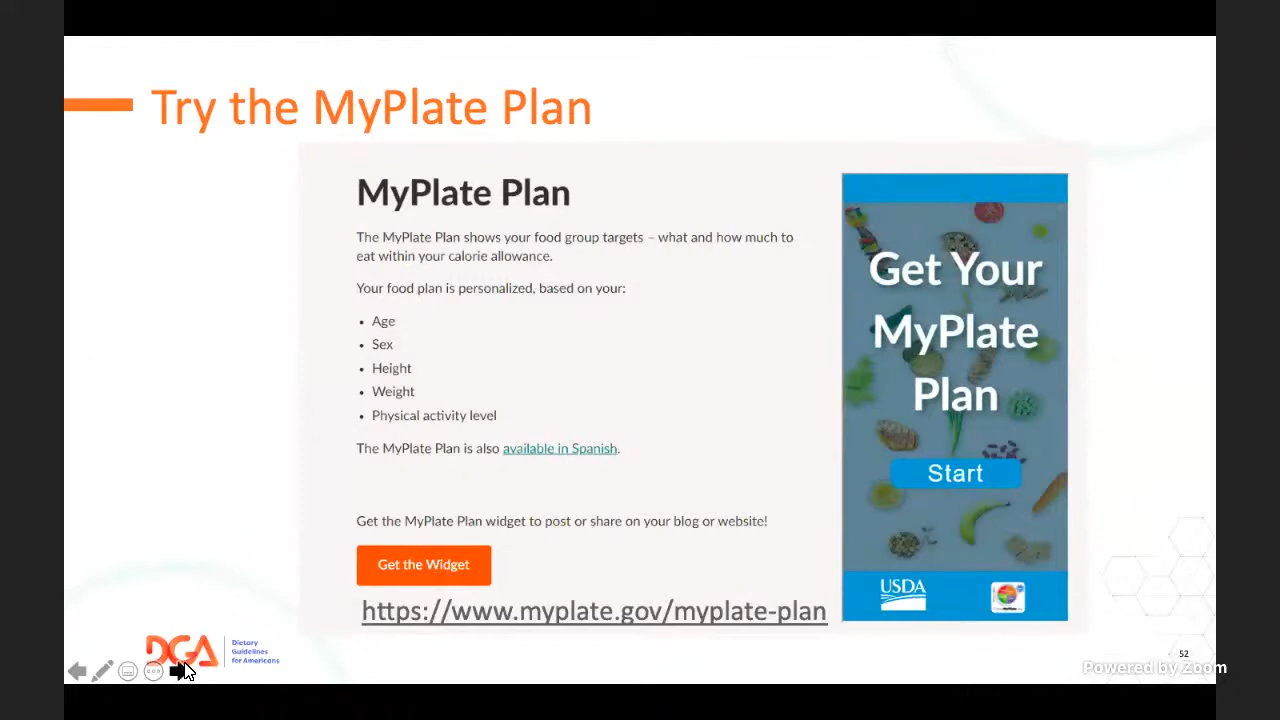 Try the MyPlate Plan
MyPlate Plan
The MyPlate Plan shows your food group targets – what and how much to
eat within your calorie allowance.
Your food plan is personalized, based on your:
• Age
• Sex
• Height
• Weight
• Physical activity level
The MyPlate Plan is also available in Spanish.
Get the MyPlate Plan widget to post or share on your blog or website!
Get the Widget
https://www.myplate.gov/myplate-plan
Get Your
MyPlate
Plan
Start
USDA
DGA
Dietary
Guidelines
for Americans
52
Powered by Zoom